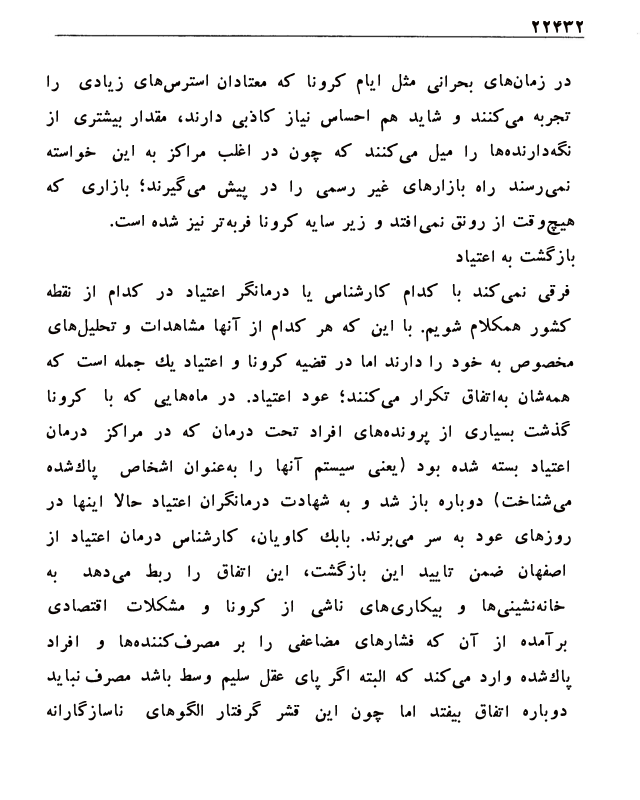 ۲۲۴۳۲
در زمان‌های بحرانی مثل ایام کرونا که معتادان استرس‌های زیادی را
تجربه می‌کنند و شاید هم احساس نیاز کاذبی دارند، مقدار بیشتری از
نگه‌دارنده‌ها را میل می‌کنند که چون در اغلب مراکز به این خواسته
نمی‌رسند راه بازارهای غیر رسمی را در پیش می‌گیرند؛ بازاری که
هیچ‌وقت از رونق نمی‌افتد و زیر سایه کرونا فربه‌تر نیز شده است.
بازگشت به اعتیاد
فرقی نمی‌کند با کدام کارشناس یا درمانگر اعتیاد در کدام از نقطه
کشور همکلام شویم. با این که هر کدام از آنها مشاهدات و تحلیل‌های
مخصوص به خود را دارند اما در قضیه کرونا و اعتیاد یك جمله است که
همه‌شان به‌اتفاق تکرار می‌کنند؛ عود اعتیاد. در ماه‌هایی که با کرونا
گذشت بسیاری از پرونده‌های افراد تحت درمان که در مراکز درمان
اعتیاد بسته شده بود (یعنی سیستم آنها را به‌عنوان اشخاص پاك‌شده
می‌شناخت) دوباره باز شد و به شهادت درمانگران اعتیاد حالا اینها در
روزهای عود به سر می‌برند. بابك کاویان، کارشناس درمان اعتیاد از
اصفهان ضمن تایید این بازگشت، این اتفاق را ربط می‌دهد به
خانه‌نشینی‌ها و بیکاری‌های ناشی از کرونا و مشکلات اقتصادی
برآمده از آن که فشارهای مضاعفی را بر مصرف‌کننده‌ها و افراد
پاك‌شده وارد می‌کند که البته اگر پای عقل سلیم وسط باشد مصرف نباید
دوباره اتفاق بیفتد اما چون این قشر گرفتار الگوهای ناسازگارانه